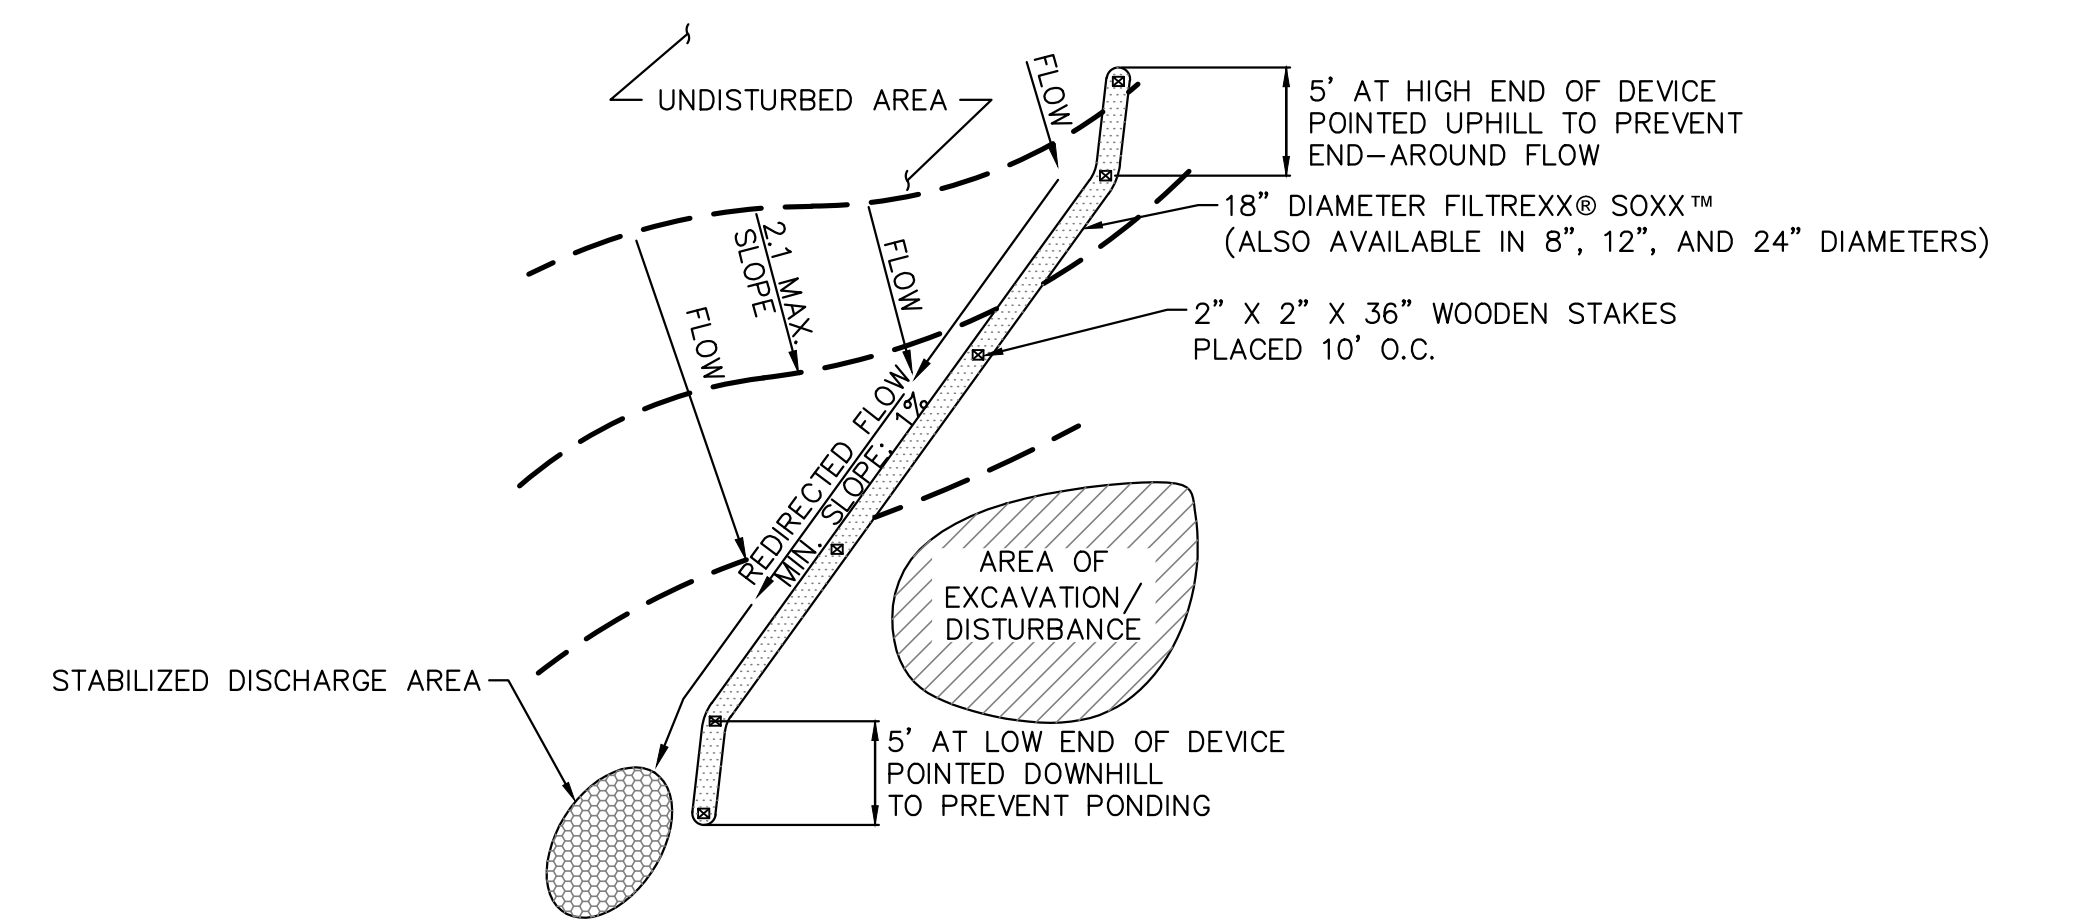 UNDISTURBED AREA
FLOW
5’ AT HIGH END OF DEVICE
POINTED UPHILL TO PREVENT
END–AROUND FLOW
18” DIAMETER FILTREXX® SOXX™
(ALSO AVAILABLE IN 8”, 12”, AND 24” DIAMETERS)
2.1 MAX.
SLOPE
FLOW
FLOW
2” X 2” X 36” WOODEN STAKES
PLACED 10’ O.C.
REDIRECTED FLOW
MIN. SLOPE: 1%
AREA OF
EXCAVATION/
DISTURBANCE
STABILIZED DISCHARGE AREA
5’ AT LOW END OF DEVICE
POINTED DOWNHILL
TO PREVENT PONDING